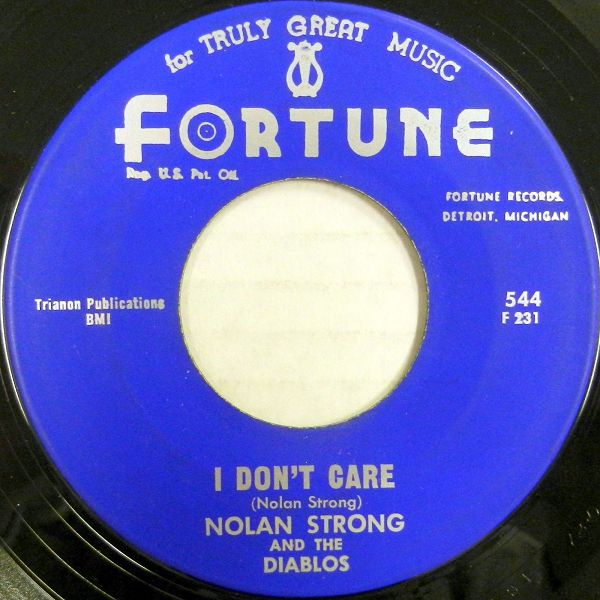 for TRULY GREAT MUSIC
FORTUNE
Reg. U.S. Pat. Off.
FORTUNE RECORDS.
DETROIT, MICHIGAN
Trianon Publications
BMI
544
F 231
I DON'T CARE
(Nolan Strong)
NOLAN STRONG
AND THE
DIABLOS